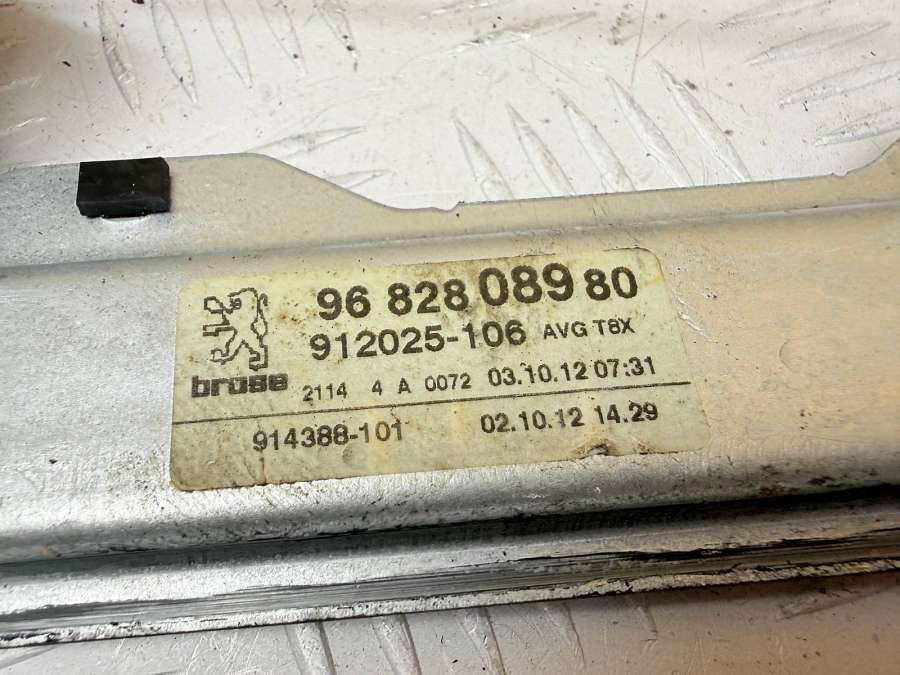 96 828 089 80
912025-106 AVG T8X
brose
2114 4 A 0072 03.10.12 07:31
914388-101 02.10.12 14.29